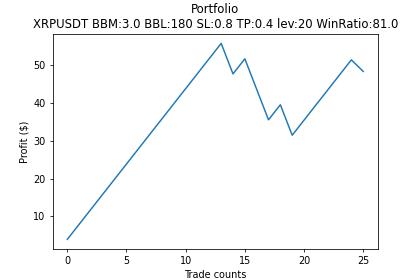 Portfolio
XRPUSDT BBM:3.0 BBL:180 SL:0.8 TP:0.4 lev:20 WinRatio:81.0
Profit ($)
50
40
30
20
10
0
5
10
15
20
25
Trade counts